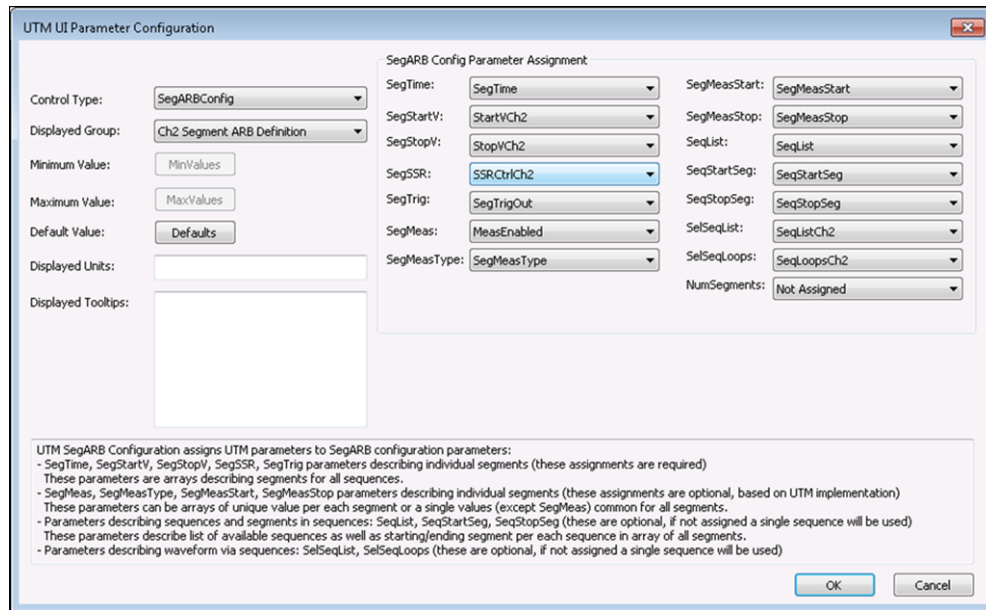 UTM UI Parameter Configuration
SegARB Config Parameter Assignment
Control Type: SegARBConfig
Displayed Group: Ch2 Segment ARB Definition
Minimum Value: MinValues
Maximum Value: MaxValues
Default Value: Defaults
Displayed Units:
Displayed Tooltips:
SegTime: SegTime
SegStartV: StartVCh2
SegStopV: StopVCh2
SegSSR: SSRCtrlCh2
SegTrig: SegTrigOut
SegMeas: MeasEnabled
SegMeasType: SegMeasType
SegMeasStart: SegMeasStart
SegMeasStop: SegMeasStop
SeqList: SeqList
SeqStartSeg: SeqStartSeg
SeqStopSeg: SeqStopSeg
SelSeqList: SeqListCh2
SelSeqLoops: SeqLoopsCh2
NumSegments: Not Assigned
UTM SegARB Configuration assigns UTM parameters to SegARB configuration parameters:
- SegTime, SegStartV, SegStopV, SegSSR, SegTrig parameters describing individual segments (these assignments are required)
These parameters are arrays describing segments for all sequences.
- SegMeas, SegMeasType, SegMeasStart, SegMeasStop parameters describing individual segments (these assignments are optional, based on UTM implementation)
These parameters can be arrays of unique value per each segment or a single values (except SegMeas) common for all segments.
- Parameters describing sequences and segments in sequences: SeqList, SeqStartSeg, SeqStopSeg (these are optional, if not assigned a single sequence will be used)
These parameters describe list of available sequences as well as starting/ending segment per each sequence in array of all segments.
- Parameters describing waveform via sequences: SelSeqList, SelSeqLoops (these are optional, if not assigned a single sequence will be used)
OK
Cancel